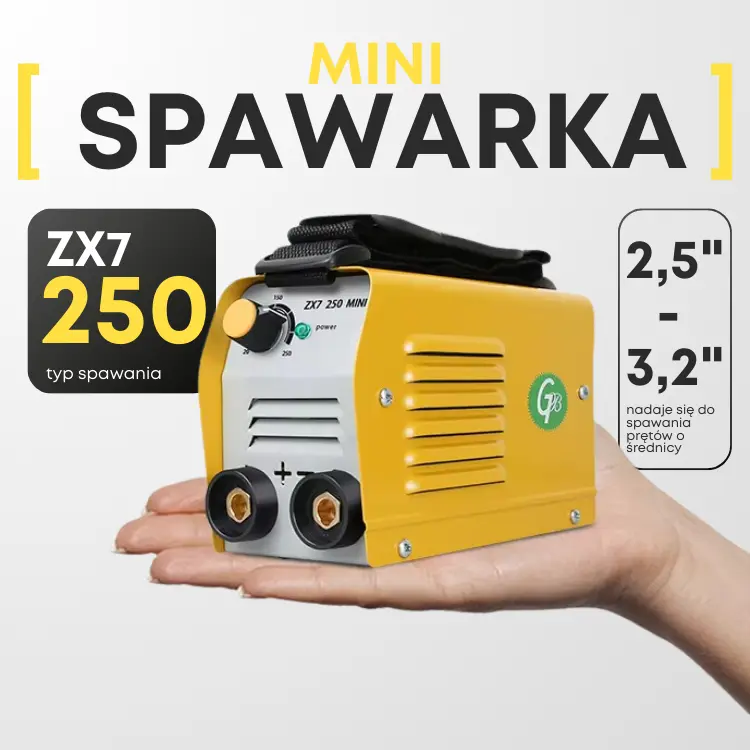 MINI
[ SPAWARKA ]
ZX7
250
typ spawania
2,5"
-
3,2"
nadaje się do
spawania
prętów o
średnicy
ZX7 250 MINI
150
power
20
250
+ -
GPB